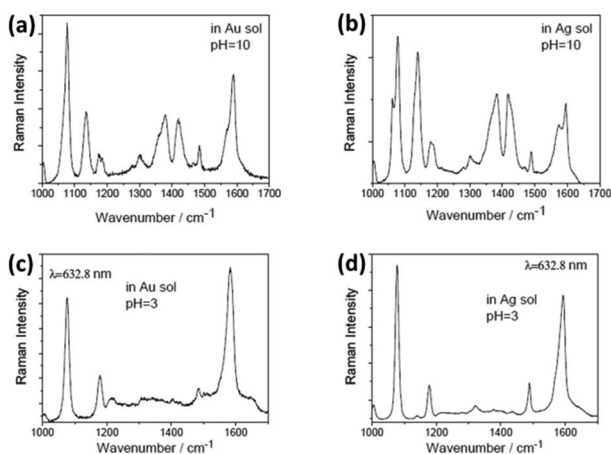 (a)
in Au sol
pH=10
Raman Intensity
1000 1100 1200 1300 1400 1500 1600 1700
Wavenumber / cm⁻¹
(b)
in Ag sol
pH=10
Raman Intensity
1000 1100 1200 1300 1400 1500 1600 1700
Wavenumber / cm⁻¹
(c)
λ=632.8 nm
in Au sol
pH=3
Raman Intensity
1000 1200 1400 1600
Wavenumber / cm⁻¹
(d)
λ=632.8 nm
in Ag sol
pH=3
Raman Intensity
1000 1200 1400 1600
Wavenumber / cm⁻¹